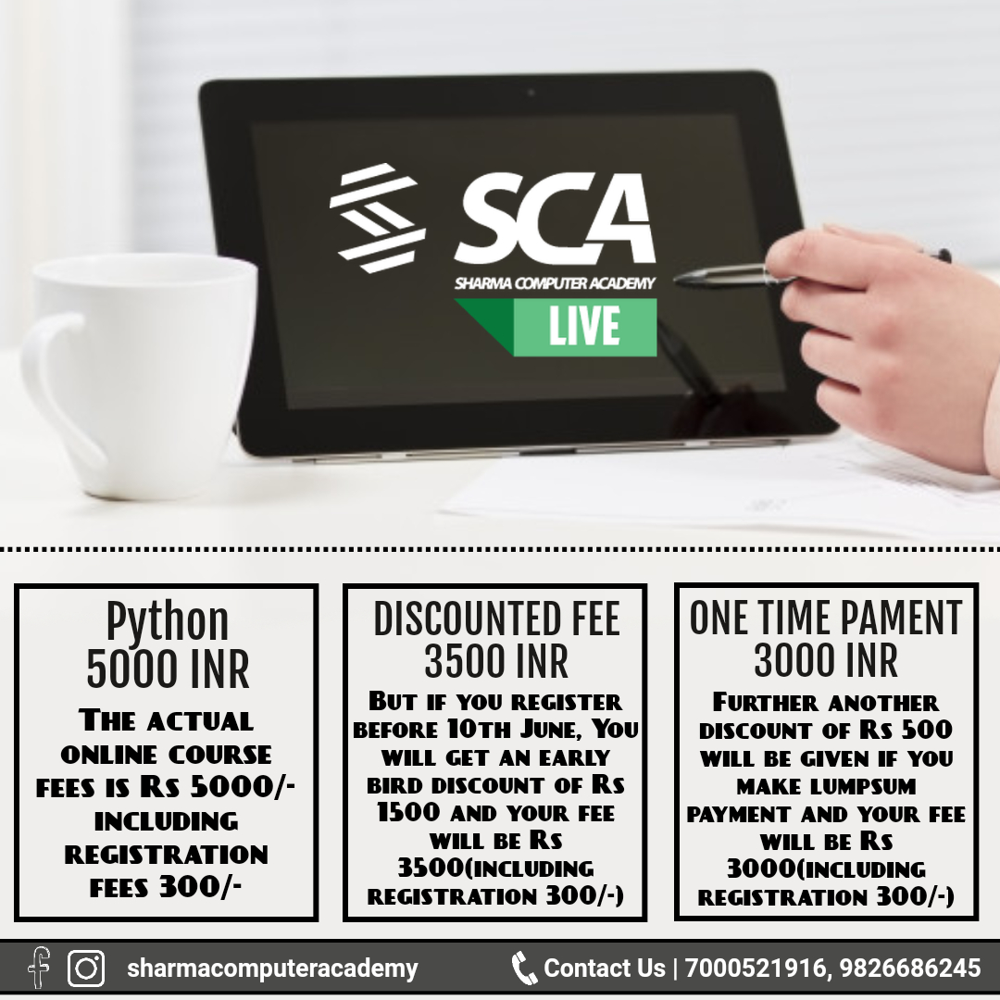 SCA
SHARMA COMPUTER ACADEMY
LIVE
Python
5000 INR
THE ACTUAL
ONLINE COURSE
FEES IS RS 5000/-
INCLUDING
REGISTRATION
FEES 300/-
DISCOUNTED FEE
3500 INR
BUT IF YOU REGISTER
BEFORE 10TH JUNE, YOU
WILL GET AN EARLY
BIRD DISCOUNT OF RS
1500 AND YOUR FEE
WILL BE RS
3500(INCLUDING
REGISTRATION 300/-)
ONE TIME PAMENT
3000 INR
FURTHER ANOTHER
DISCOUNT OF RS 500
WILL BE GIVEN IF YOU
MAKE LUMPSUM
PAYMENT AND YOUR FEE
WILL BE RS
3000(INCLUDING
REGISTRATION 300/-)
sharmacomputeracademy
Contact Us | 7000521916, 9826686245